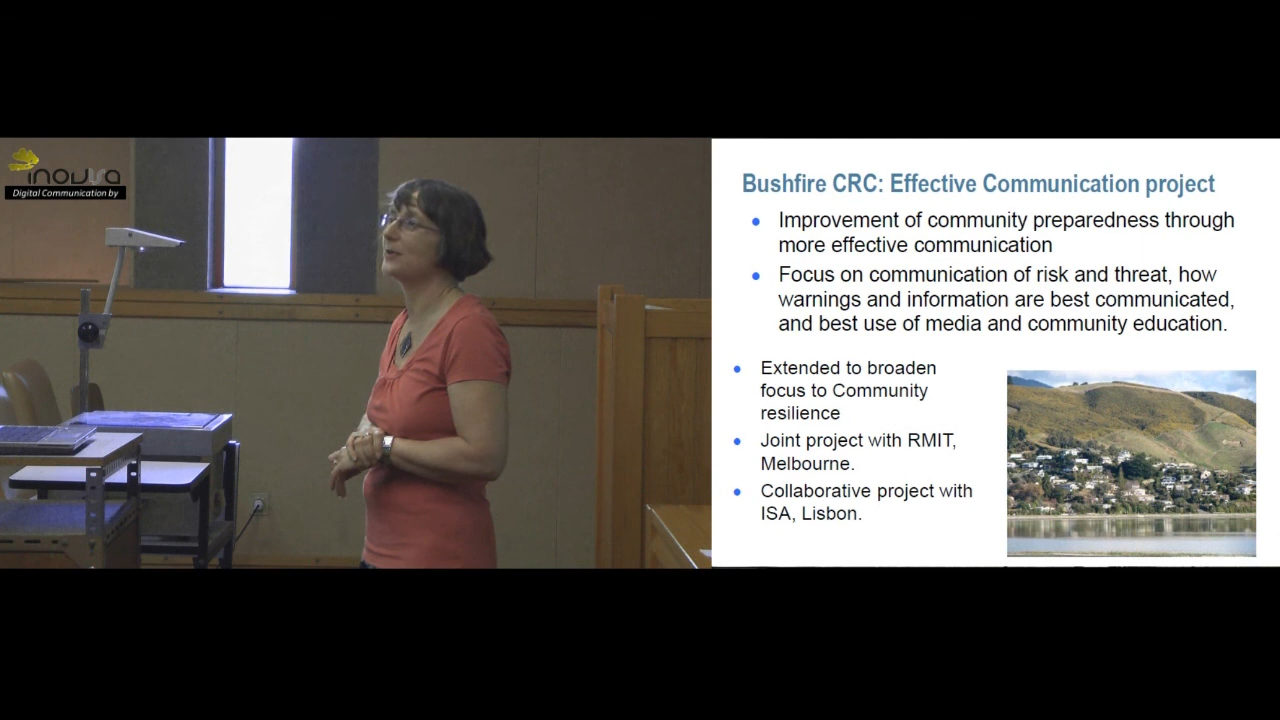 inovisa
Digital Communication by
Bushfire CRC: Effective Communication project
Improvement of community preparedness through
more effective communication
Focus on communication of risk and threat, how
warnings and information are best communicated,
and best use of media and community education.
Extended to broaden
focus to Community
resilience
Joint project with RMIT,
Melbourne.
Collaborative project with
ISA, Lisbon.